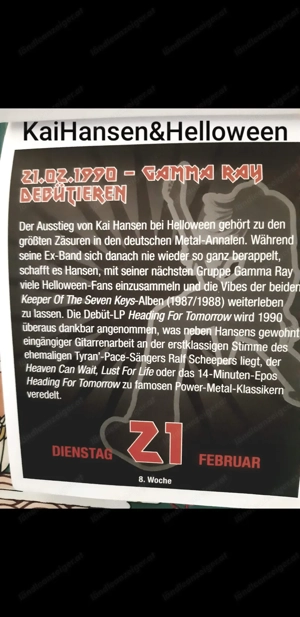 KaiHansen&Helloween
21.02.1990 – GAMMA RAY
DEBÜTIEREN
Der Ausstieg von Kai Hansen bei Helloween gehört zu den
größten Zäsuren in den deutschen Metal-Annalen. Während
seine Ex-Band sich danach nie wieder so ganz berappelt,
schafft es Hansen, mit seiner nächsten Gruppe Gamma Ray
viele Helloween-Fans einzusammeln und die Vibes der beiden
Keeper Of The Seven Keys-Alben (1987/1988) weiterleben
zu lassen. Die Debüt-LP Heading For Tomorrow wird 1990
überaus dankbar angenommen, was neben Hansens gewohnt
eingängiger Gitarrenarbeit an der erstklassigen Stimme des
ehemaligen Tyran'-Pace-Sängers Ralf Scheepers liegt, der
Heaven Can Wait, Lust For Life oder das 14-Minuten-Epos
Heading For Tomorrow zu famosen Power-Metal-Klassikern
veredelt.
DIENSTAG 21 FEBRUAR
8. Woche